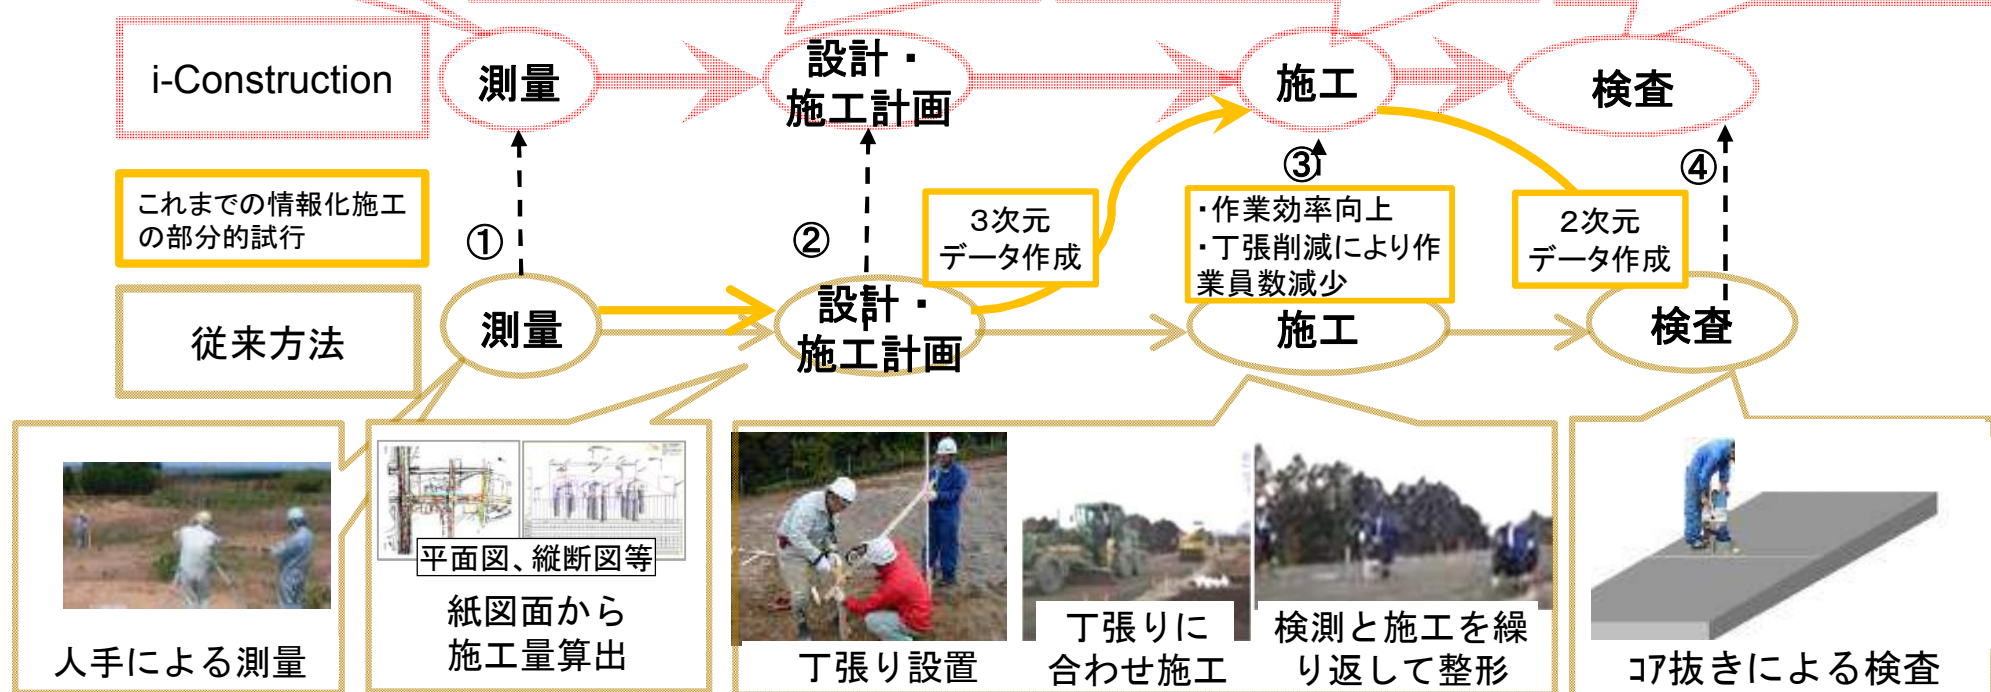 i-Construction
測量
設計・
施工計画
施工
検査
これまでの情報化施工
の部分的試行
①
②
3次元
データ作成
③
・作業効率向上
・丁張削減により作
業員数減少
2次元
データ作成
④
従来方法
測量
設計・
施工計画
施工
検査
平面図、縦断図等
人手による測量
紙図面から
施工量算出
丁張り設置
丁張りに
合わせ施工
検測と施工を繰
り返して整形
ｺｱ抜きによる検査